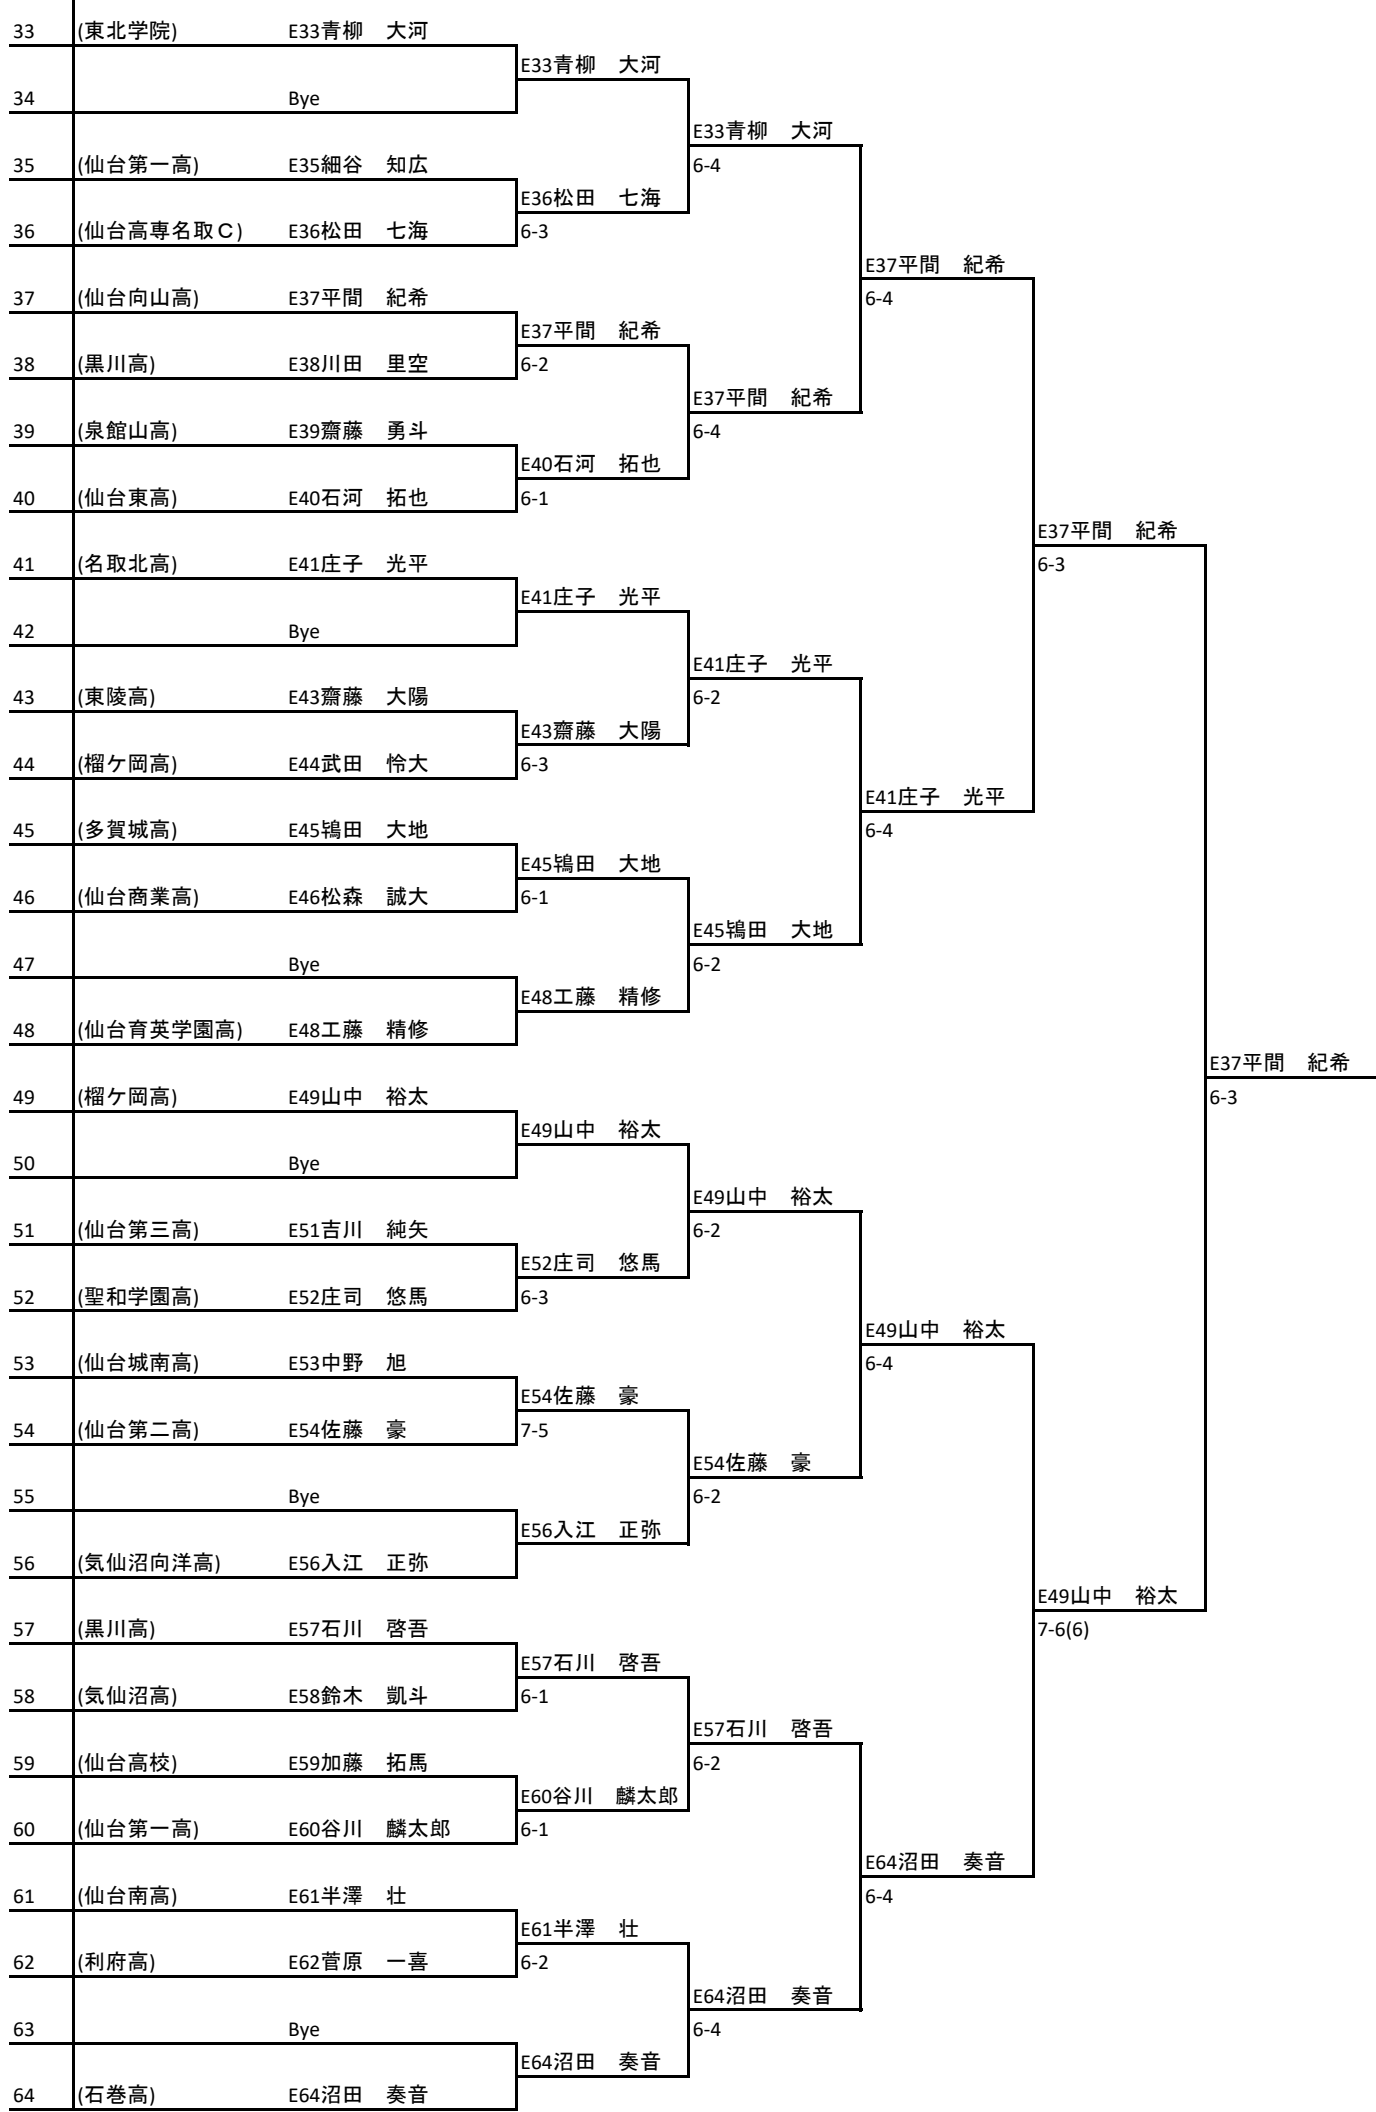 33 (東北学院) E33青柳　大河
E33青柳　大河
34 Bye
E33青柳　大河
35 (仙台第一高) E35細谷　知広 6-4
E36松田　七海
36 (仙台高専名取Ｃ) E36松田　七海 6-3
E37平間　紀希
37 (仙台向山高) E37平間　紀希 6-4
E37平間　紀希
38 (黒川高) E38川田　里空 6-2
E37平間　紀希
39 (泉館山高) E39齋藤　勇斗 6-4
E40石河　拓也
40 (仙台東高) E40石河　拓也 6-1
E37平間　紀希
41 (名取北高) E41庄子　光平 6-3
E41庄子　光平
42 Bye
E41庄子　光平
43 (東陵高) E43齋藤　大陽 6-2
E43齋藤　大陽
44 (榴ケ岡高) E44武田　怜大 6-3
E41庄子　光平
45 (多賀城高) E45鴇田　大地 6-4
E45鴇田　大地
46 (仙台商業高) E46松森　誠大 6-1
E45鴇田　大地
47 Bye 6-2
E48工藤　精修
48 (仙台育英学園高) E48工藤　精修
E37平間　紀希
49 (榴ケ岡高) E49山中　裕太 6-3
E49山中　裕太
50 Bye
E49山中　裕太
51 (仙台第三高) E51吉川　純矢 6-2
E52庄司　悠馬
52 (聖和学園高) E52庄司　悠馬 6-3
E49山中　裕太
53 (仙台城南高) E53中野　旭 6-4
E54佐藤　豪
54 (仙台第二高) E54佐藤　豪 7-5
E54佐藤　豪
55 Bye 6-2
E56入江　正弥
56 (気仙沼向洋高) E56入江　正弥
E49山中　裕太
57 (黒川高) E57石川　啓吾 7-6(6)
E57石川　啓吾
58 (気仙沼高) E58鈴木　凱斗 6-1
E57石川　啓吾
59 (仙台高校) E59加藤　拓馬 6-2
E60谷川　麟太郎
60 (仙台第一高) E60谷川　麟太郎 6-1
E64沼田　奏音
61 (仙台南高) E61半澤　壮 6-4
E61半澤　壮
62 (利府高) E62菅原　一喜 6-2
E64沼田　奏音
63 Bye 6-4
E64沼田　奏音
64 (石巻高) E64沼田　奏音